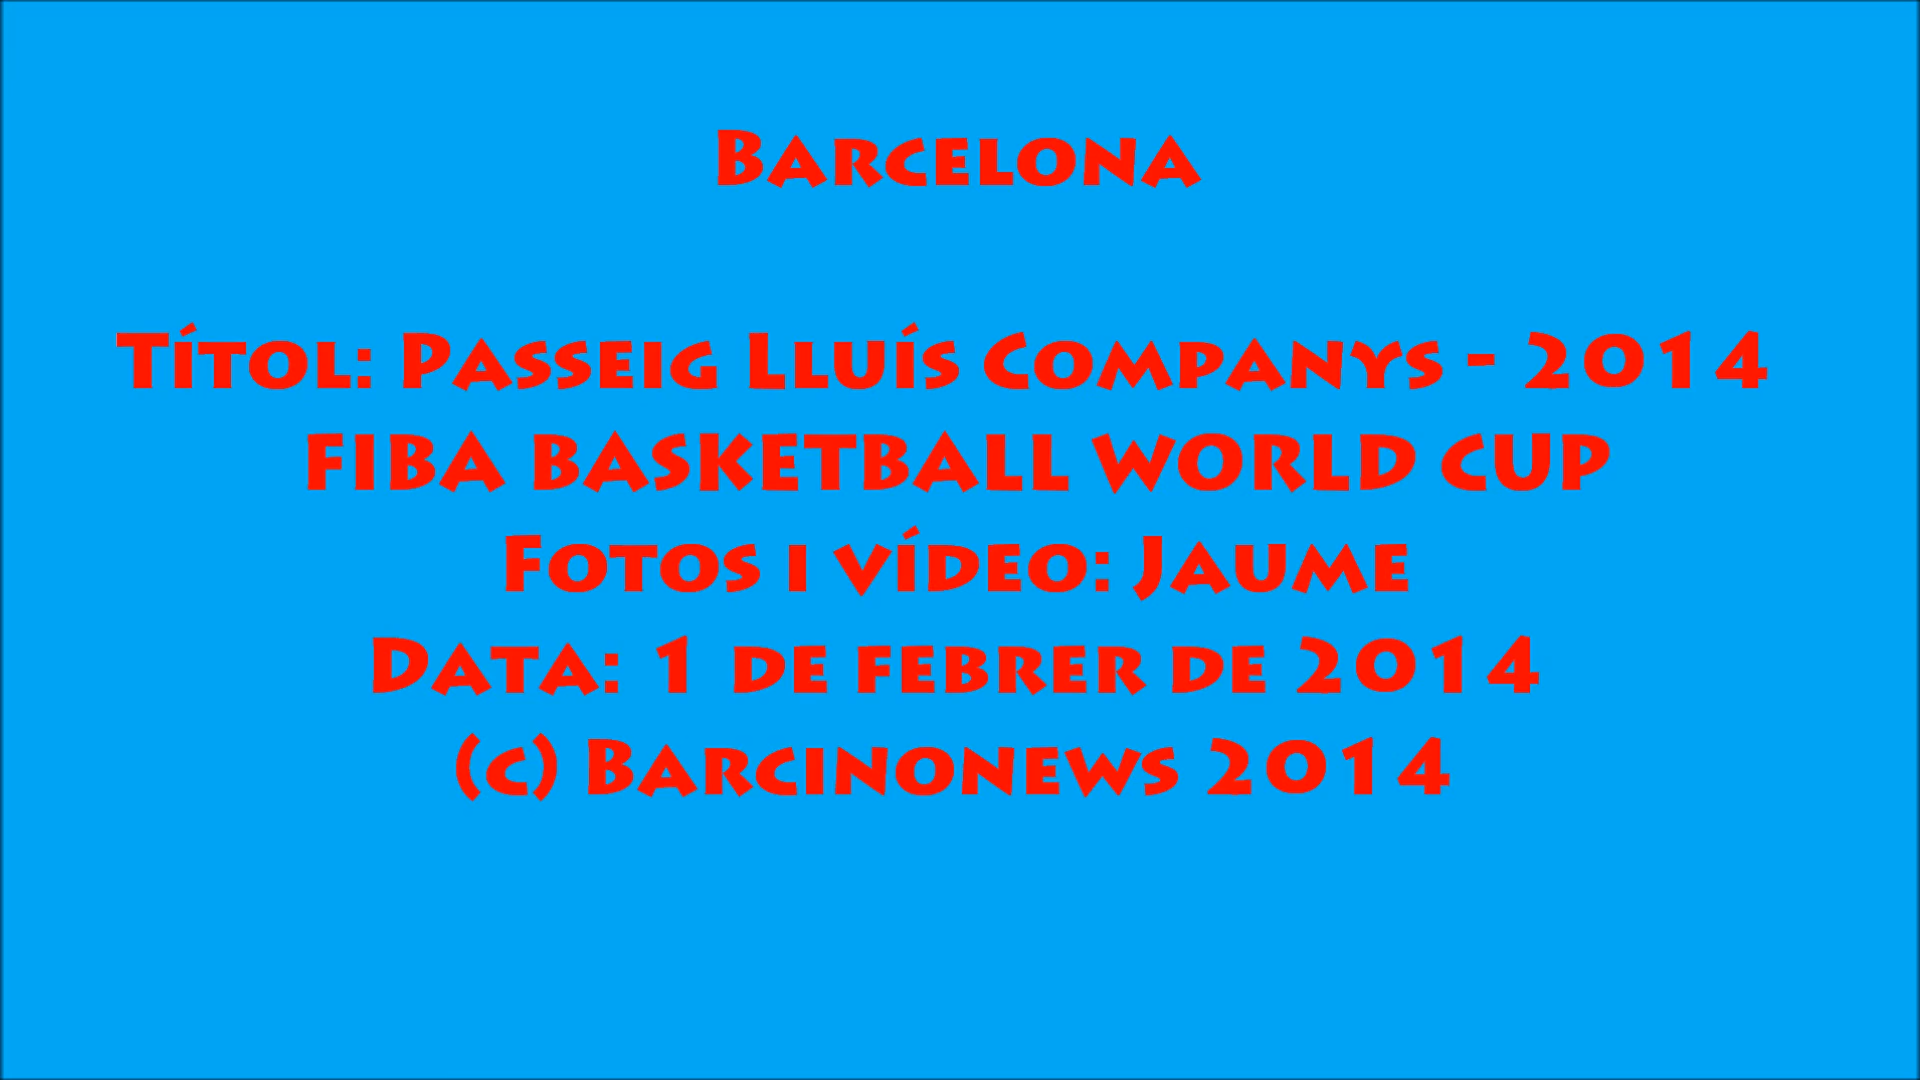 Barcelona
Títol: Passeig Lluís Companys - 2014
FIBA BASKETBALL WORLD CUP
Fotos i vídeo: Jaume
Data: 1 de febrer de 2014
(c) Barcinonews 2014